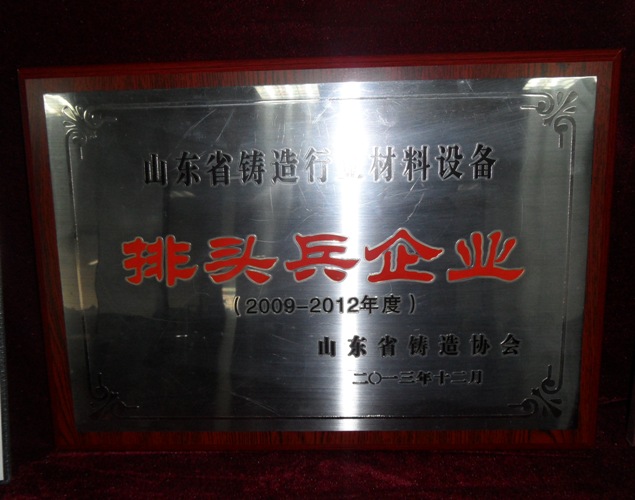 山东省铸造行业材料设备
排头兵企业
（2009-2012年度）
山东省铸造协会
二〇一三年十二月